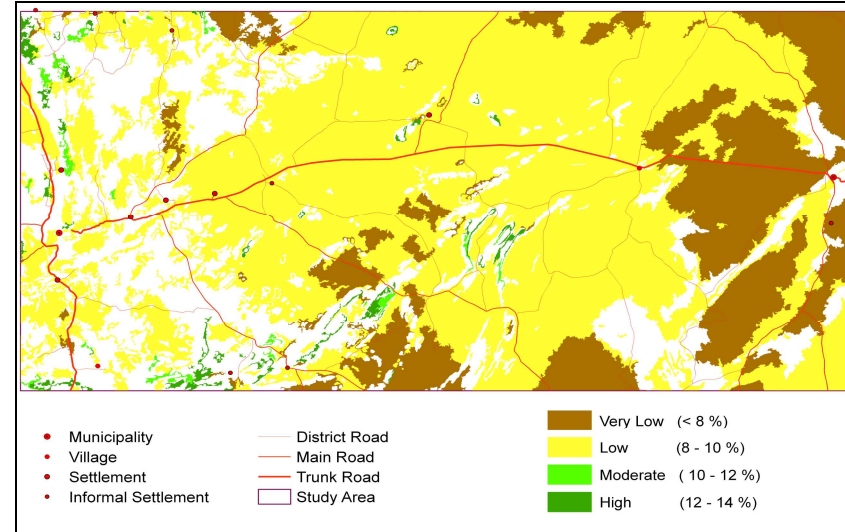 Municipality
Village
Settlement
Informal Settlement
District Road
Main Road
Trunk Road
Study Area
Very Low (< 8 %)
Low (8 - 10 %)
Moderate ( 10 - 12 %)
High (12 - 14 %)